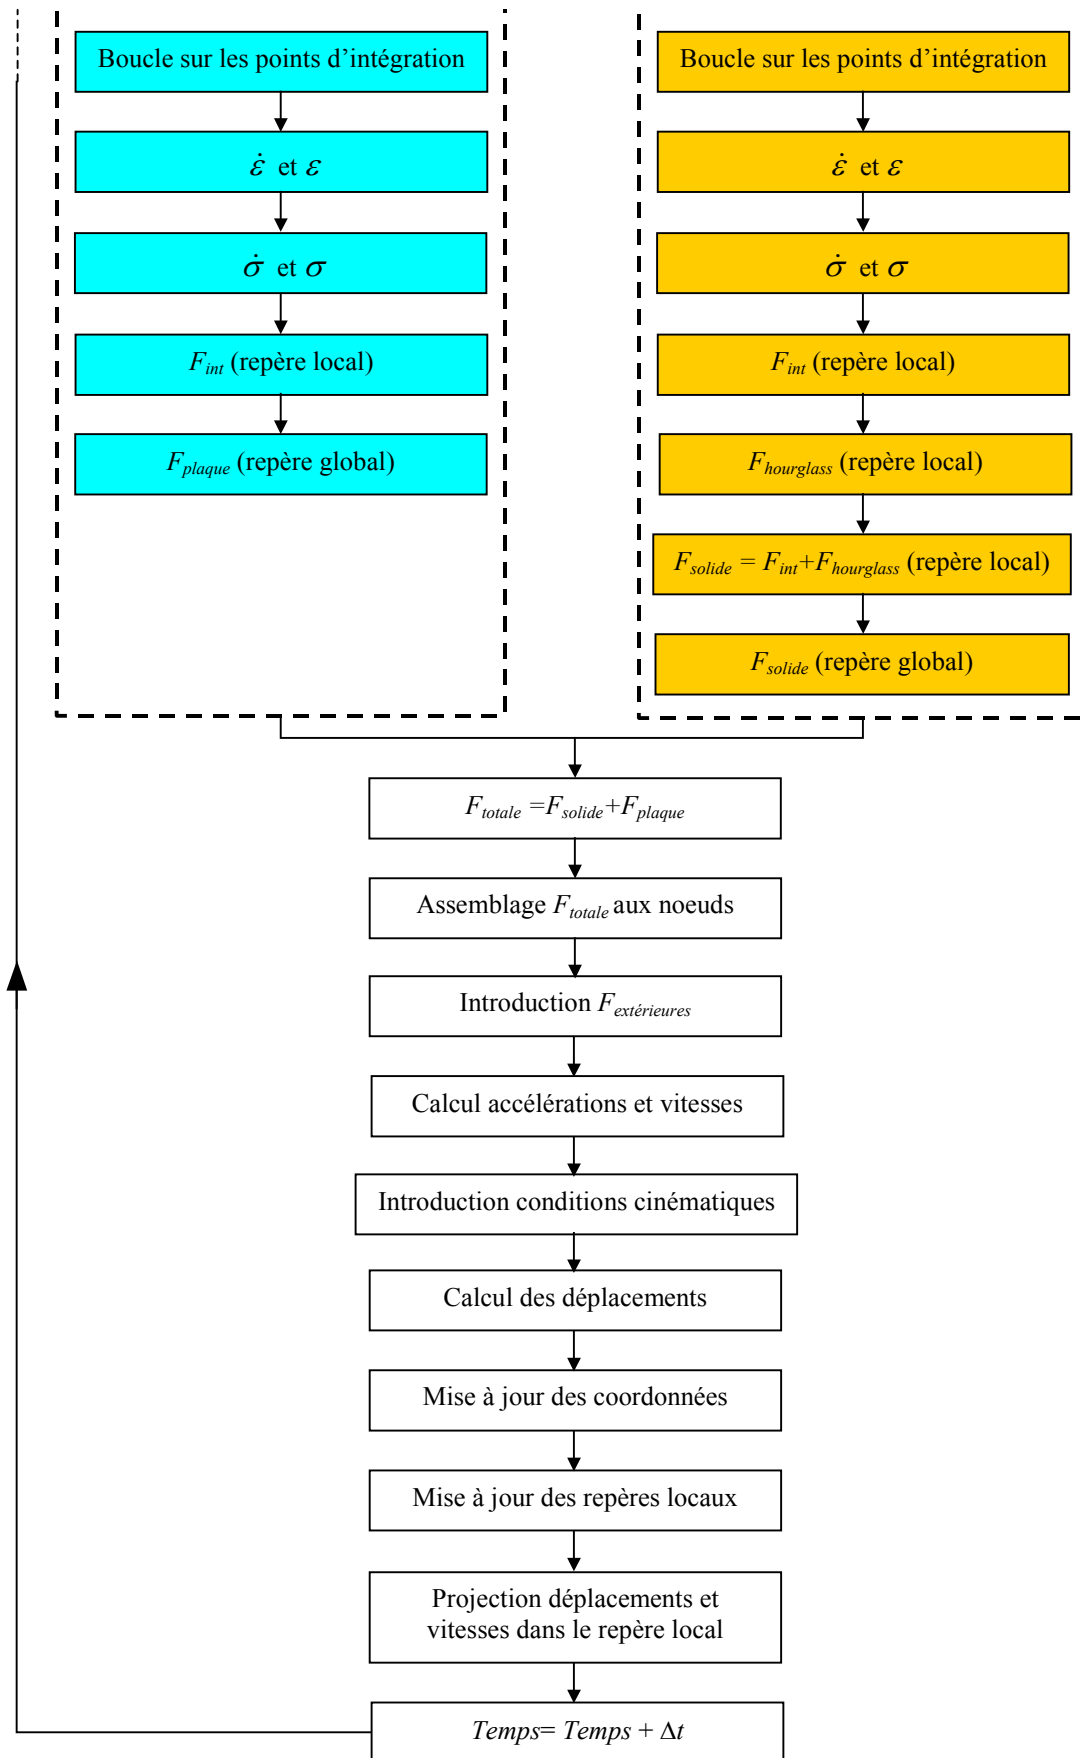 Boucle sur les points d'intégration
ε̇ et ε
σ̇ et σ
F_int (repère local)
F_plaque (repère global)
Boucle sur les points d'intégration
ε̇ et ε
σ̇ et σ
F_int (repère local)
F_hourglass (repère local)
F_solide = F_int+F_hourglass (repère local)
F_solide (repère global)
F_totale =F_solide+F_plaque
Assemblage F_totale aux noeuds
Introduction F_extérieures
Calcul accélérations et vitesses
Introduction conditions cinématiques
Calcul des déplacements
Mise à jour des coordonnées
Mise à jour des repères locaux
Projection déplacements et
vitesses dans le repère local
Temps= Temps + Δt